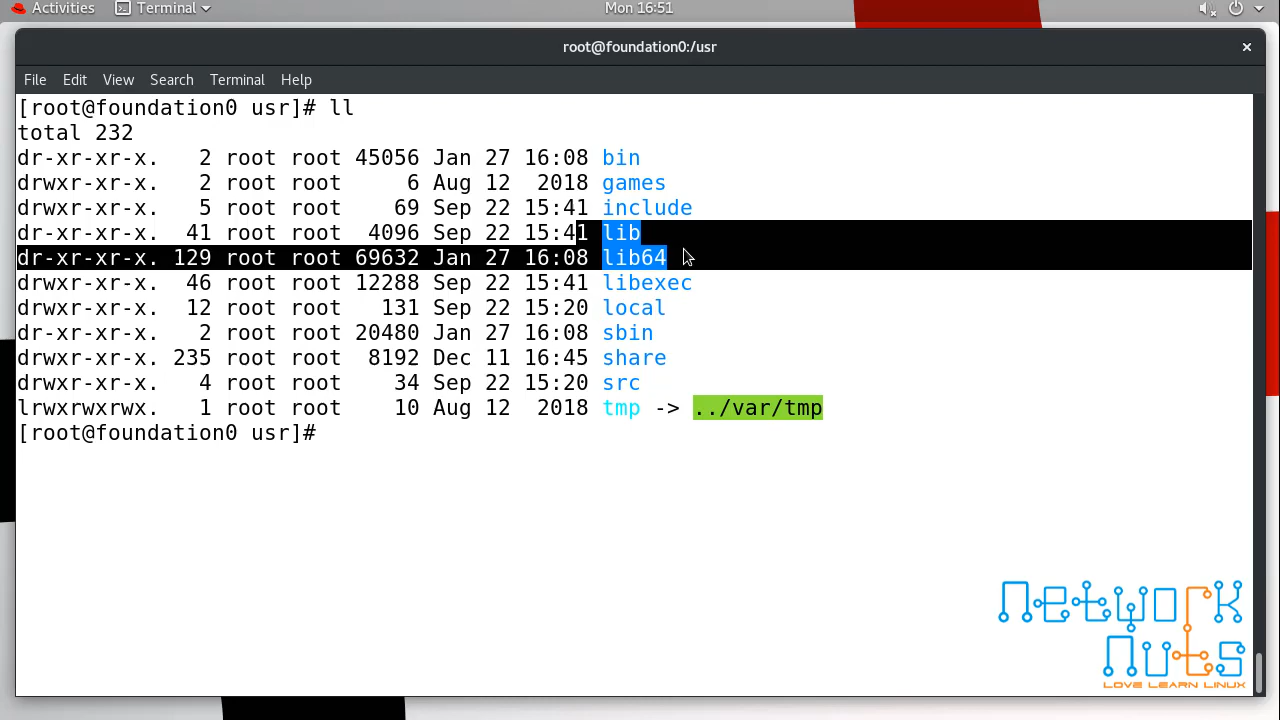 Activities Terminal Mon 16:51
root@foundation0:/usr ×
File Edit View Search Terminal Help
[root@foundation0 usr]# ll
total 232
dr-xr-xr-x.   2 root root 45056 Jan 27 16:08 bin
drwxr-xr-x.   2 root root     6 Aug 12  2018 games
drwxr-xr-x.   5 root root    69 Sep 22 15:41 include
dr-xr-xr-x.  41 root root  4096 Sep 22 15:41 lib
dr-xr-xr-x. 129 root root 69632 Jan 27 16:08 lib64
drwxr-xr-x.  46 root root 12288 Sep 22 15:41 libexec
drwxr-xr-x.  12 root root   131 Sep 22 15:20 local
dr-xr-xr-x.   2 root root 20480 Jan 27 16:08 sbin
drwxr-xr-x. 235 root root  8192 Dec 11 16:45 share
drwxr-xr-x.   4 root root    34 Sep 22 15:20 src
lrwxrwxrwx.   1 root root    10 Aug 12  2018 tmp -> ../var/tmp
[root@foundation0 usr]#
Network
Nuts
LOVE LEARN LINUX